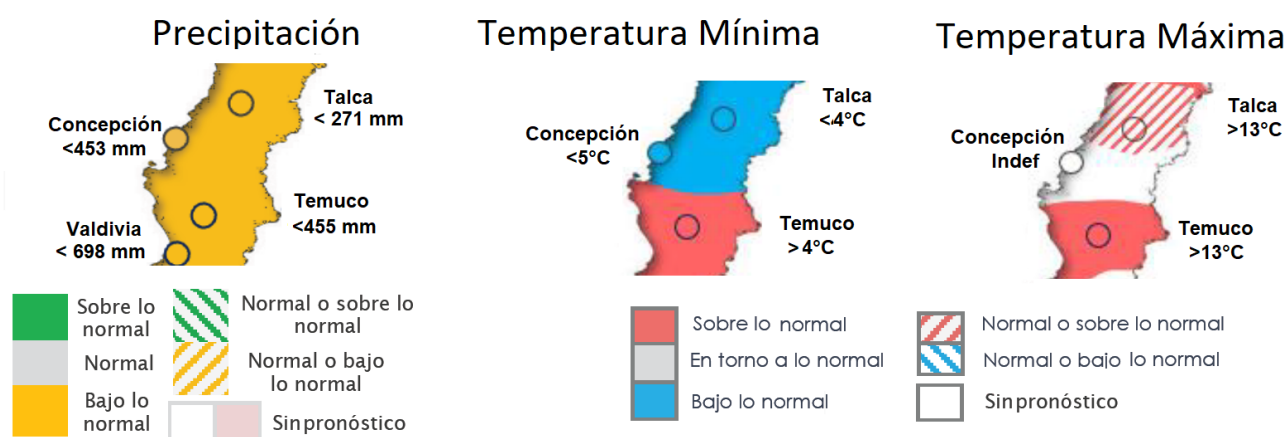 Precipitación
Talca
< 271 mm
Concepción
<453 mm
Temuco
<455 mm
Valdivia
< 698 mm
Sobre lo
normal
Normal
Bajo lo
normal
Normal o sobre lo
normal
Normal o bajo
lo normal
Sin pronóstico
Temperatura Mínima
Talca
<4°C
Concepción
<5°C
Temuco
>4°C
Temperatura Máxima
Talca
>13°C
Concepción
Indef
Temuco
>13°C
Sobre lo normal
En torno a lo normal
Bajo lo normal
Normal o sobre lo normal
Normal o bajo lo normal
Sin pronóstico